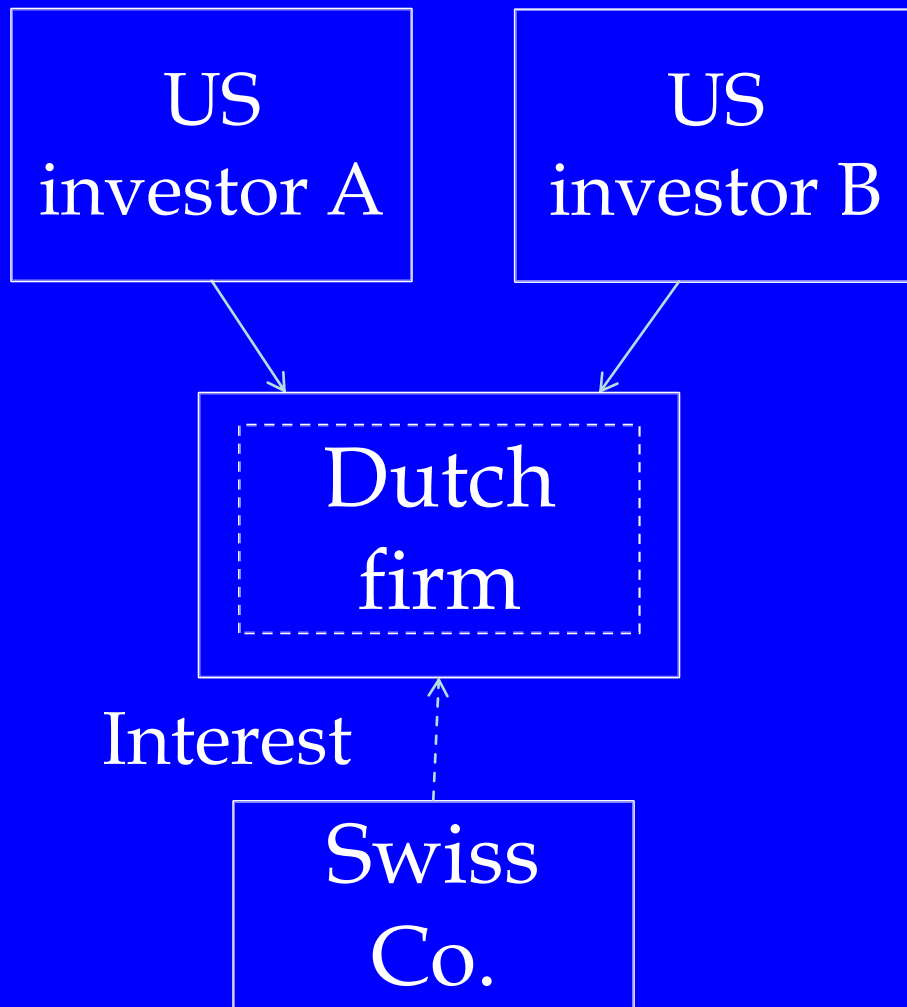 US
investor A
US
investor B
Dutch
firm
Interest
Swiss
Co.